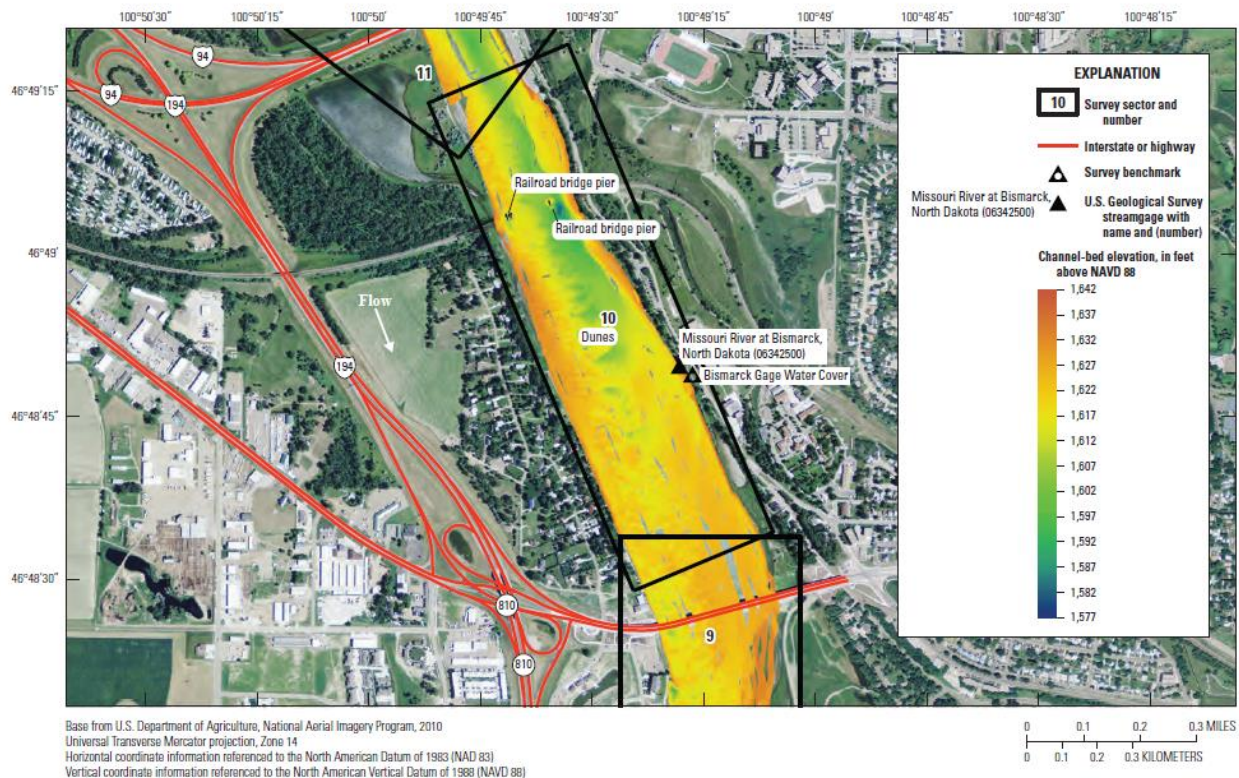 100°50'30"
100°50'15"
100°50'
100°49'45"
100°49'30"
100°49'15"
100°49'
100°48'45"
100°48'30"
100°48'15"
46°49'15"
46°49'
46°48'45"
46°48'30"
94
94
194
11
Railroad bridge pier
Railroad bridge pier
Flow
10
Dunes
Missouri River at Bismarck,
North Dakota (06342500)
Bismarck Gage Water Cover
194
810
810
9
EXPLANATION
10
Survey sector and
number
Interstate or highway
Survey benchmark
Missouri River at Bismarck,
North Dakota (06342500)
U.S. Geological Survey
streamgage with
name and (number)
Channel-bed elevation, in feet
above NAVD 88
1,642
1,637
1,632
1,627
1,622
1,617
1,612
1,607
1,602
1,597
1,592
1,587
1,582
1,577
Base from U.S. Department of Agriculture, National Aerial Imagery Program, 2010
Universal Transverse Mercator projection, Zone 14
Horizontal coordinate information referenced to the North American Datum of 1983 (NAD 83)
Vertical coordinate information referenced to the North American Vertical Datum of 1988 (NAVD 88)
0 0.1 0.2 0.3 MILES
0 0.1 0.2 0.3 KILOMETERS